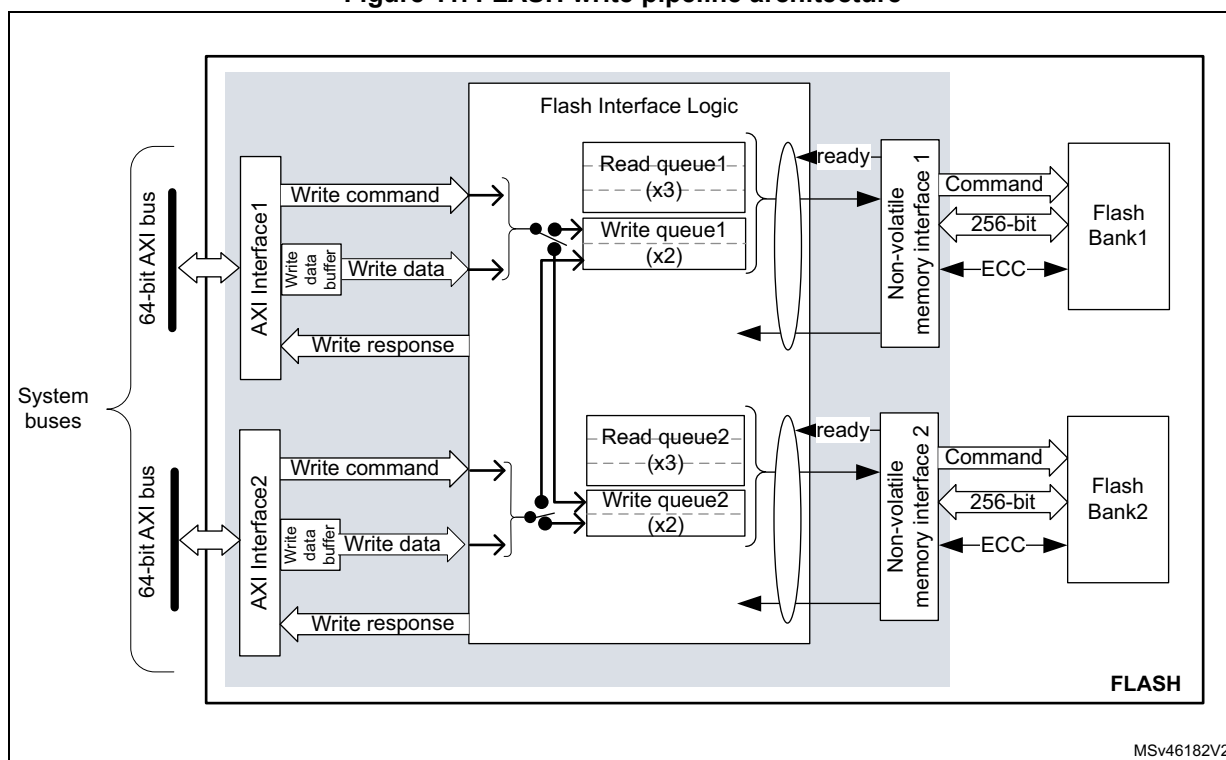 Figure 11. FLASH write pipeline architecture
Flash Interface Logic
System
buses
64-bit AXI bus
AXI Interface1
Write command
Write
data
buffer
Write data
Write response
Read queue1
(x3)
Write queue1
(x2)
ready
Non-volatile
memory interface 1
Command
256-bit
ECC
Flash
Bank1
64-bit AXI bus
AXI Interface2
Write command
Write
data
buffer
Write data
Write response
Read queue2
(x3)
Write queue2
(x2)
ready
Non-volatile
memory interface 2
Command
256-bit
ECC
Flash
Bank2
FLASH
MSv46182V2